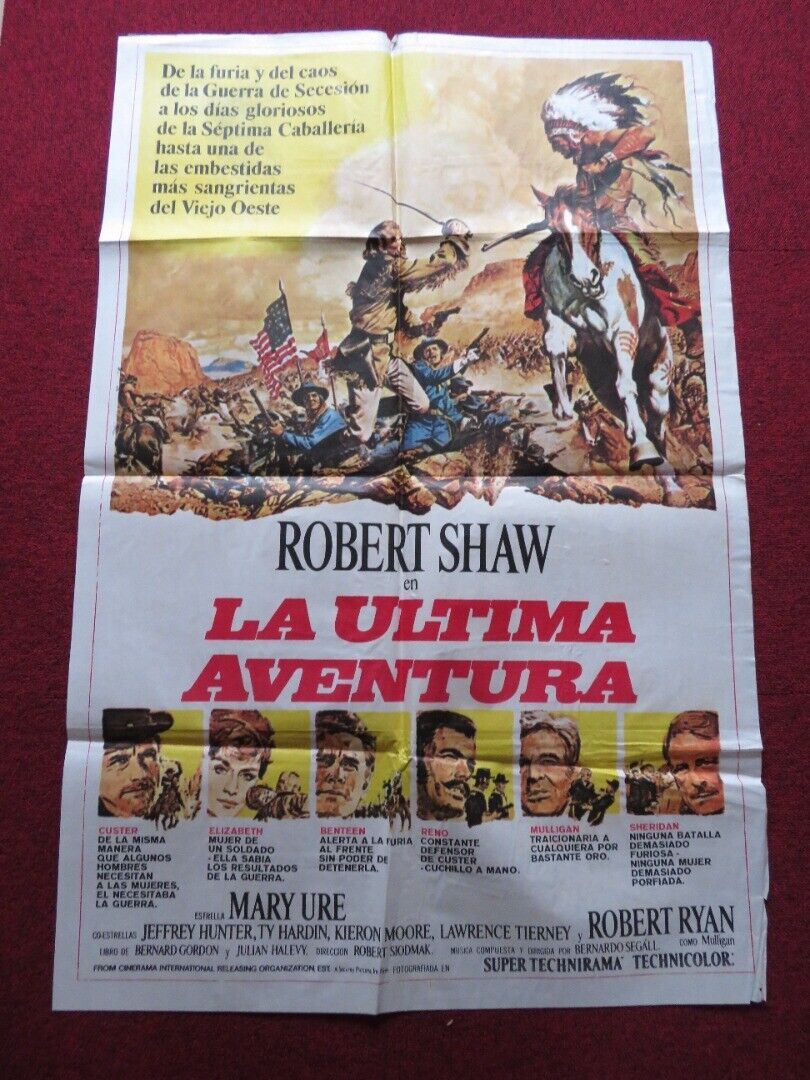 De la furia y del caos
de la Guerra de Secesión
a los días gloriosos
de la Séptima Caballería
hasta una de
las embestidas
más sangrientas
del Viejo Oeste
ROBERT SHAW
en
LA ULTIMA
AVENTURA
CUSTER
DE LA MISMA
MANERA
QUE ALGUNOS
HOMBRES
NECESITAN
A LAS MUJERES,
EL NECESITABA
LA GUERRA.
ELIZABETH
MUJER DE
UN SOLDADO
-ELLA SABIA
LOS RESULTADOS
DE LA GUERRA.
BENTEEN
ALERTA A LA FURIA
AL FRENTE
SIN PODER DE
DETENERLA.
RENO
CONSTANTE
DEFENSOR
DE CUSTER
-CUCHILLO A MANO.
MULLIGAN
TRAICIONARIA A
CUALQUIERA POR
BASTANTE ORO.
SHERIDAN
NINGUNA BATALLA
DEMASIADO
FURIOSA-
NINGUNA MUJER
DEMASIADO
PORFIADA.
ESTRELLA MARY URE
CO-ESTRELLAS JEFFREY HUNTER, TY HARDIN, KIERON MOORE, LAWRENCE TIERNEY y ROBERT RYAN
como Mulligan
LIBRO DE BERNARD GORDON y JULIAN HALEVY. DIRECCION ROBERT SIODMAK. MUSICA COMPUESTA y DIRIGIDA POR BERNARDO SEGÁLL.
FROM CINERAMA INTERNATIONAL RELEASING ORGANIZATION, EST. FOTOGRAFIADA EN SUPER TECHNIRAMA TECHNICOLOR